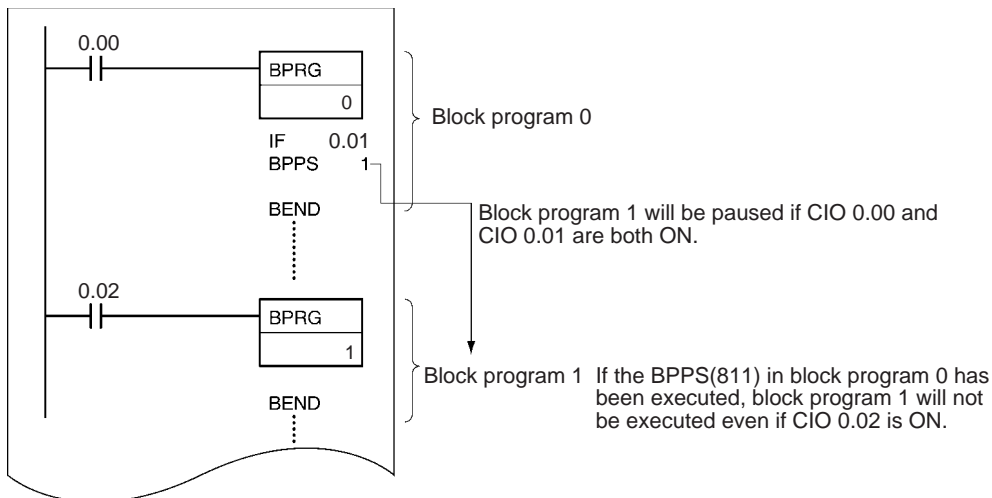 0.00
BPRG
0
Block program 0
IF 0.01
BPPS 1
BEND
Block program 1 will be paused if CIO 0.00 and
CIO 0.01 are both ON.
0.02
BPRG
1
Block program 1
If the BPPS(811) in block program 0 has
been executed, block program 1 will not
be executed even if CIO 0.02 is ON.
BEND